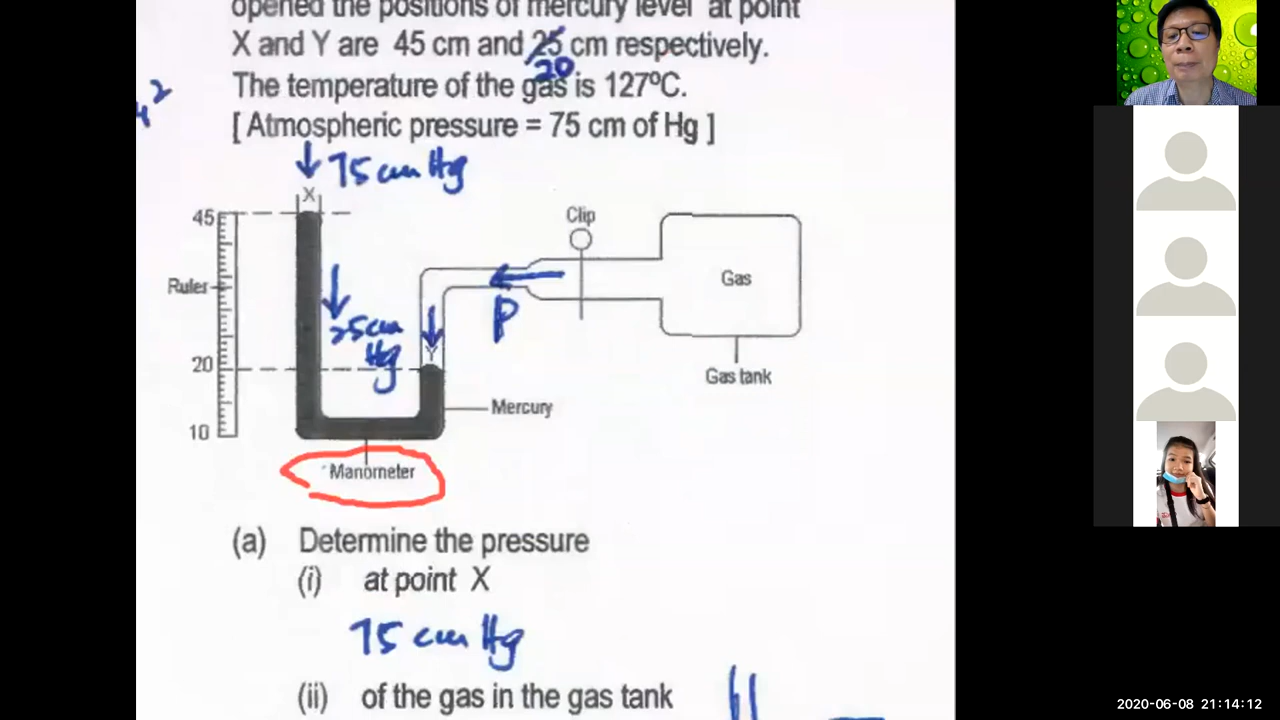 opened the positions of mercury level at point
X and Y are 45 cm and 25 cm respectively.
20
The temperature of the gas is 127ºC.
[ Atmospheric pressure = 75 cm of Hg ]
75 cm Hg
X
45
Clip
Ruler
Gas
P
25cm
Hg
Y
20
Gas tank
Mercury
10
Manometer
(a) Determine the pressure
(i) at point X
75 cm Hg
(ii) of the gas in the gas tank
2020-06-08 21:14:12